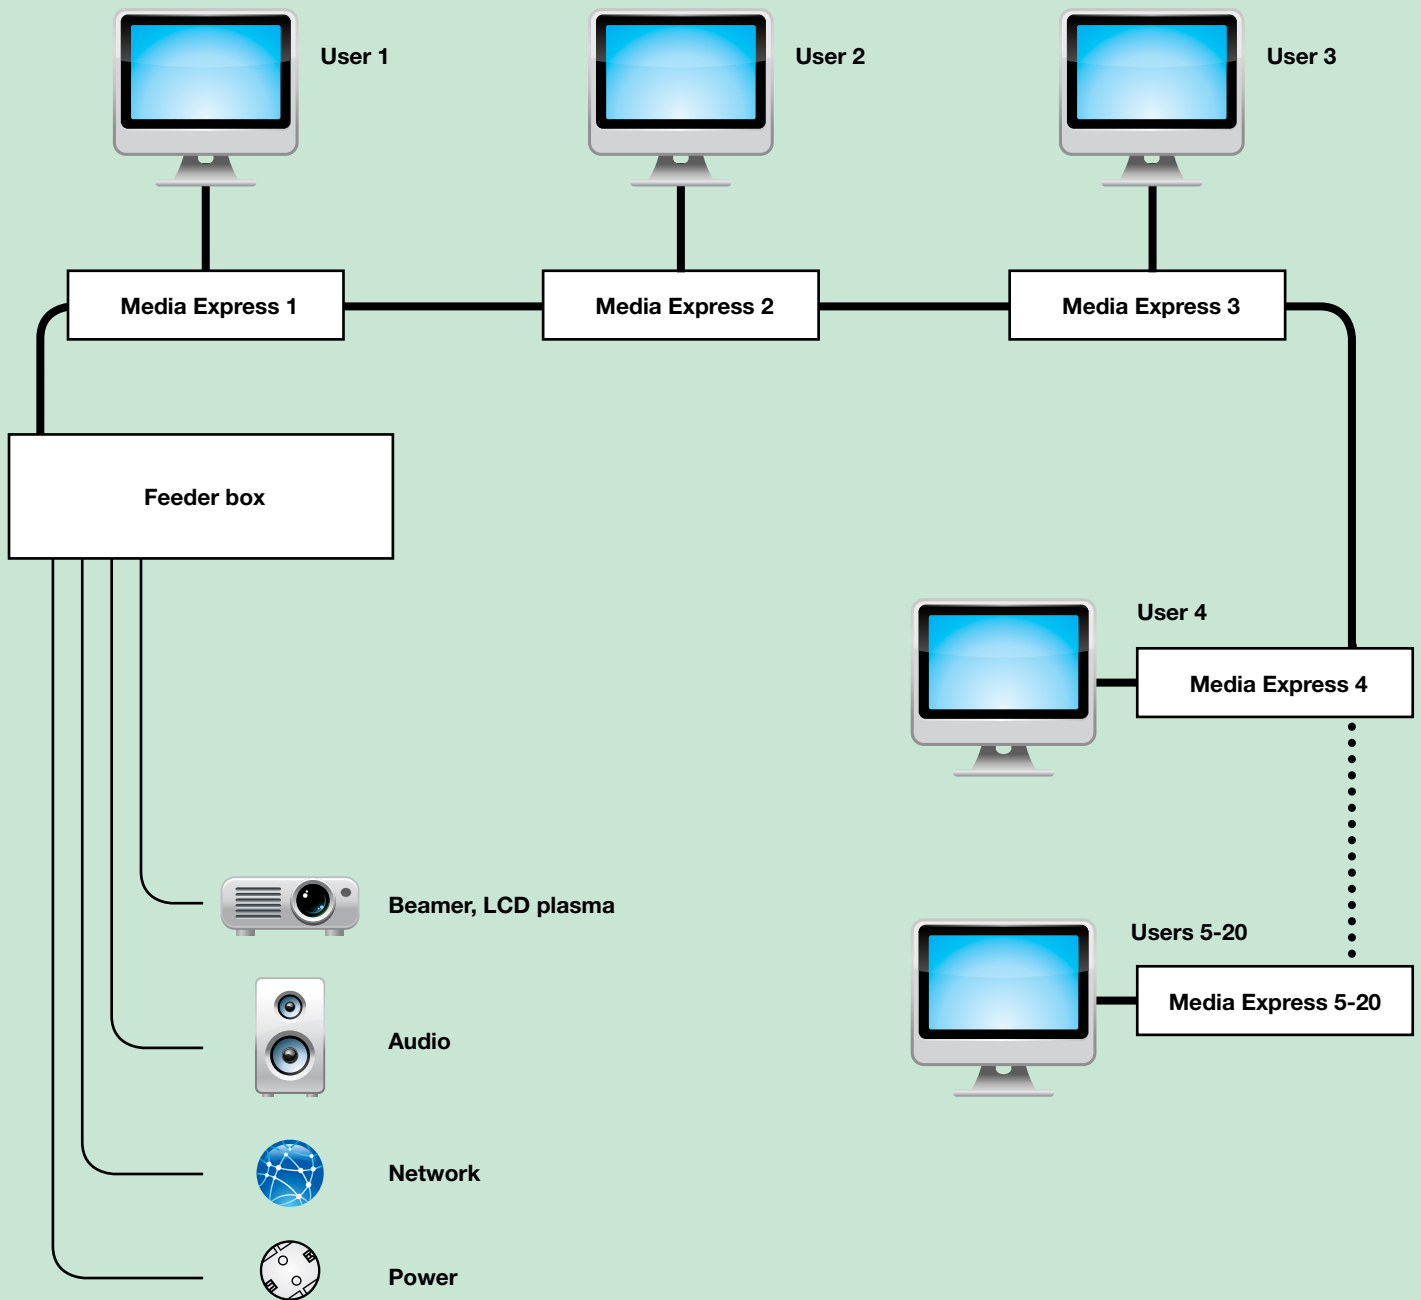 User 1
User 2
User 3
Media Express 1
Media Express 2
Media Express 3
Feeder box
User 4
Media Express 4
Beamer, LCD plasma
Users 5-20
Media Express 5-20
Audio
Network
Power